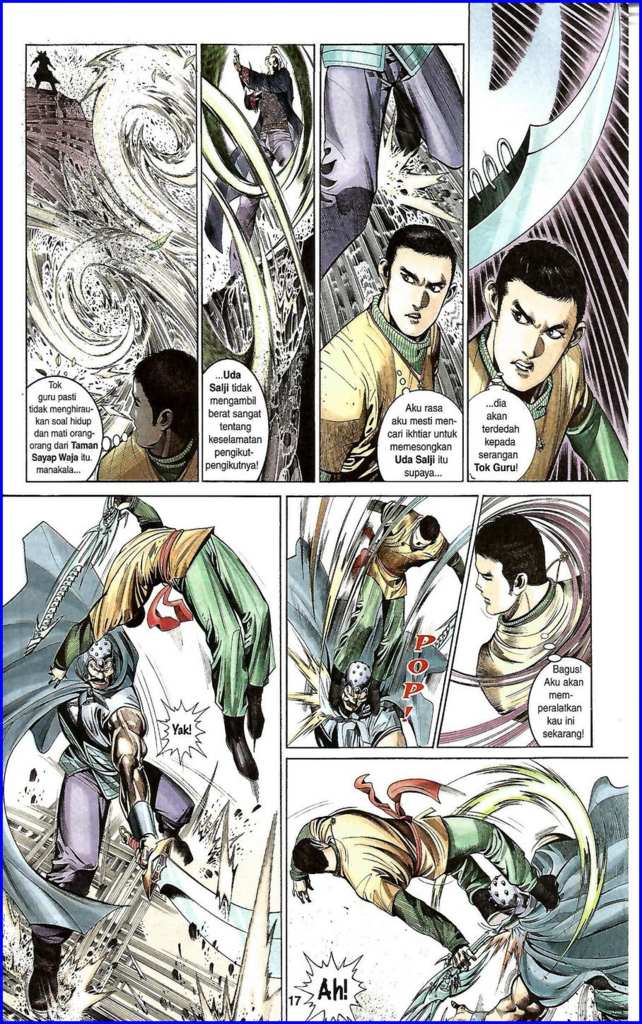 Tok
guru pasti
tidak menghirau-
kan soal hidup
dan mati orang-
orang dari Taman
Sayap Waja itu.
manakala...
...Uda
Salji tidak
mengambil
berat sangat
tentang
keselamatan
pengikut-
pengikutnya!
Aku rasa
aku mesti men-
cari ikhtiar untuk
memesongkan
Uda Salji itu
supaya...
...dia
akan
terdedah
kepada
serangan
Tok Guru!
Yak!
POP!
Bagus!
Aku akan
mem-
peralatkan
kau ini
sekarang!
Ah!
17